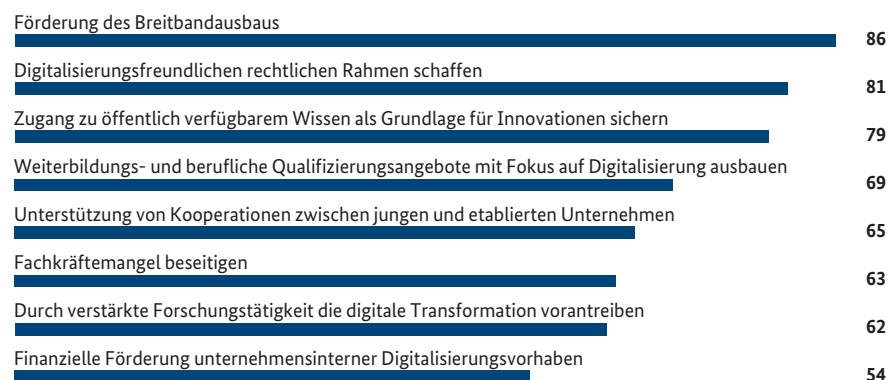 Förderung des Breitbandausbaus
86
Digitalisierungsfreundlichen rechtlichen Rahmen schaffen
81
Zugang zu öffentlich verfügbarem Wissen als Grundlage für Innovationen sichern
79
Weiterbildungs- und berufliche Qualifizierungsangebote mit Fokus auf Digitalisierung ausbauen
69
Unterstützung von Kooperationen zwischen jungen und etablierten Unternehmen
65
Fachkräftemangel beseitigen
63
Durch verstärkte Forschungstätigkeit die digitale Transformation vorantreiben
62
Finanzielle Förderung unternehmensinterner Digitalisierungsvorhaben
54